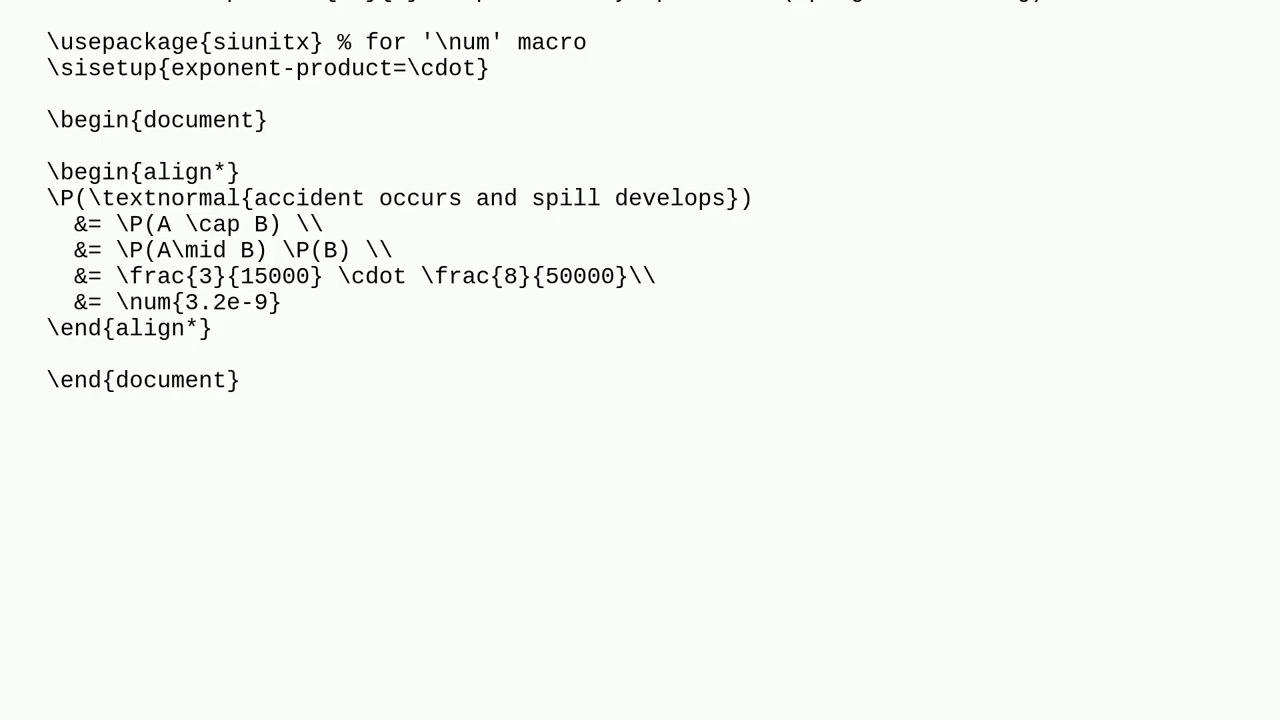 \usepackage{siunitx} % for '\num' macro
\sisetup{exponent-product=\cdot}
\begin{document}
\begin{align*}
\P(\textnormal{accident occurs and spill develops})
&= \P(A \cap B) \\
&= \P(A\mid B) \P(B) \\
&= \frac{3}{15000} \cdot \frac{8}{50000}\\
&= \num{3.2e-9}
\end{align*}
\end{document}